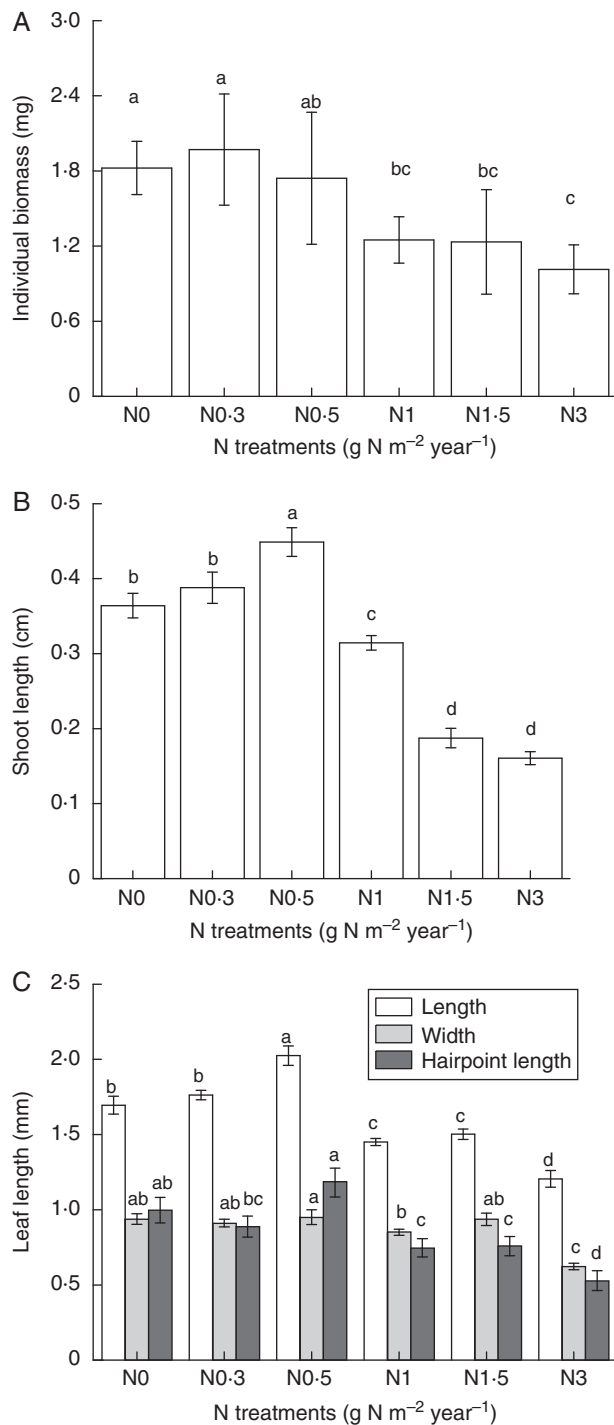 A
3·0
2·4
1·8
1·2
0·6
0
Individual biomass (mg)
a
a
ab
bc
bc
c
N0 N0·3 N0·5 N1 N1·5 N3
N treatments (g N m⁻² year⁻¹)
B
0·5
0·4
0·3
0·2
0·1
0
Shoot length (cm)
b
b
a
c
d
d
N0 N0·3 N0·5 N1 N1·5 N3
N treatments (g N m⁻² year⁻¹)
C
2·5
2·0
1·5
1·0
0·5
0
Leaf length (mm)
Length
Width
Hairpoint length
b ab ab
b ab bc
a a a
c b c
c ab c
d c d
N0 N0·3 N0·5 N1 N1·5 N3
N treatments (g N m⁻² year⁻¹)